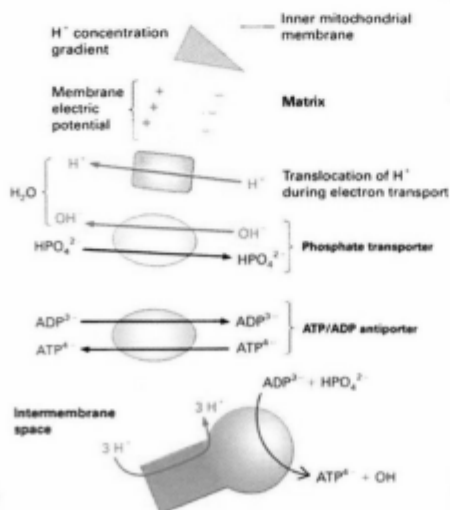 H⁺ concentration
gradient
Inner mitochondrial
membrane
Membrane
electric
potential
+ −
+ −
+ −
Matrix
H⁺
H⁺
Translocation of H⁺
during electron transport
H₂O
OH⁻
OH⁻
HPO₄²⁻
HPO₄²⁻
Phosphate transporter
ADP³⁻
ADP³⁻
ATP⁴⁻
ATP⁴⁻
ATP/ADP antiporter
ADP³⁻ + HPO₄²⁻
Intermembrane
space
3 H⁺
3 H⁺
ATP⁴⁻ + OH